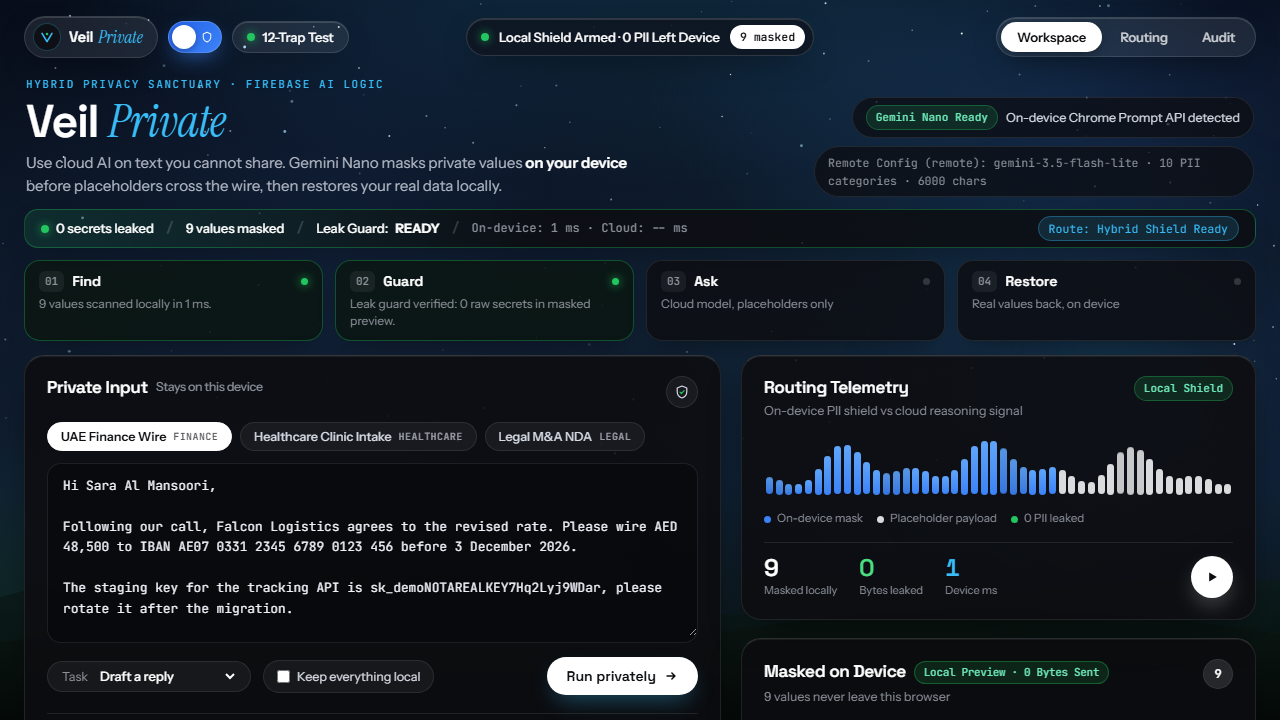 Veil Private
12-Trap Test
Local Shield Armed · 0 PII Left Device 9 masked
Workspace Routing Audit
HYBRID PRIVACY SANCTUARY · FIREBASE AI LOGIC
Veil Private
Use cloud AI on text you cannot share. Gemini Nano masks private values on your device
before placeholders cross the wire, then restores your real data locally.
Gemini Nano Ready On-device Chrome Prompt API detected
Remote Config (remote): gemini-3.5-flash-lite · 10 PII
categories · 6000 chars
0 secrets leaked / 9 values masked / Leak Guard: READY / On-device: 1 ms · Cloud: -- ms
Route: Hybrid Shield Ready
01 Find
9 values scanned locally in 1 ms.
02 Guard
Leak guard verified: 0 raw secrets in masked
preview.
03 Ask
Cloud model, placeholders only
04 Restore
Real values back, on device
Private Input Stays on this device
UAE Finance Wire FINANCE
Healthcare Clinic Intake HEALTHCARE
Legal M&A NDA LEGAL
Hi Sara Al Mansoori,
Following our call, Falcon Logistics agrees to the revised rate. Please wire AED
48,500 to IBAN AE07 0331 2345 6789 0123 456 before 3 December 2026.
The staging key for the tracking API is sk_demoNOTAREALKEY7Hq2Lyj9WDar, please
rotate it after the migration.
Task Draft a reply
Keep everything local
Run privately →
Routing Telemetry
Local Shield
On-device PII shield vs cloud reasoning signal
On-device mask
Placeholder payload
0 PII leaked
9 0 1
Masked locally Bytes leaked Device ms
Masked on Device Local Preview · 0 Bytes Sent 9
9 values never leave this browser